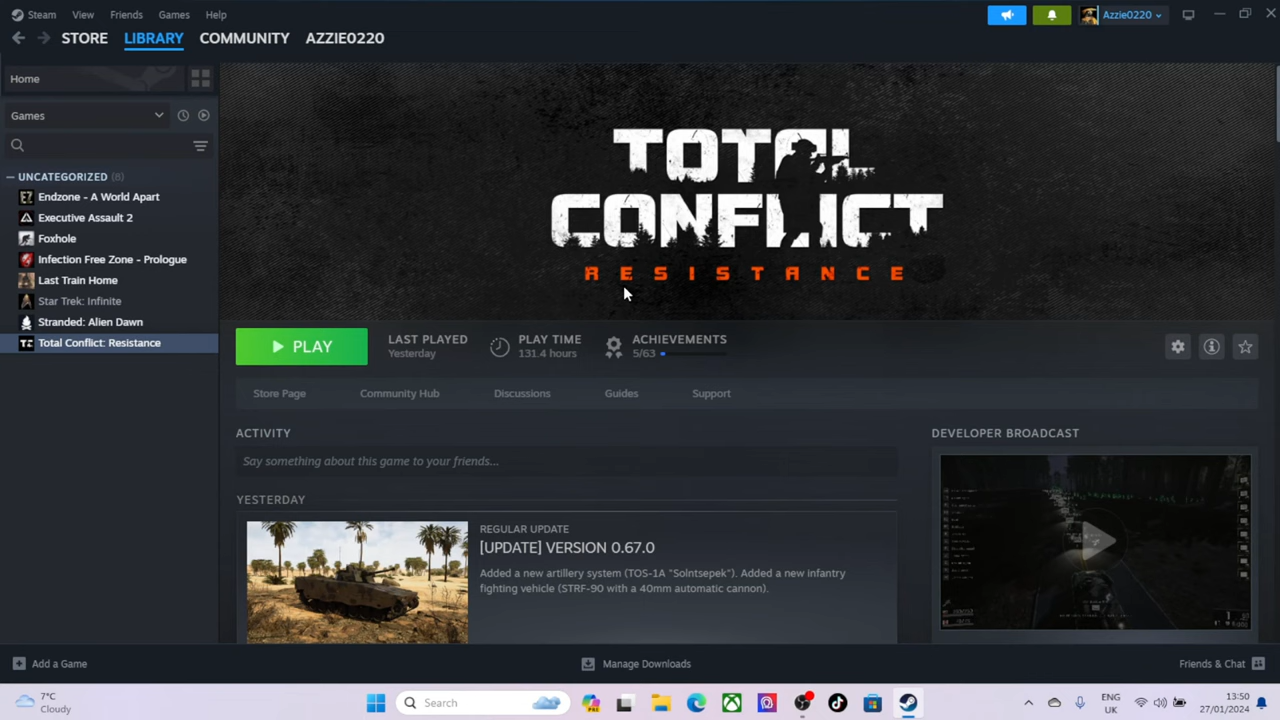 Steam View Friends Games Help
Azzie0220
STORE LIBRARY COMMUNITY AZZIE0220
Home
Games
UNCATEGORIZED (8)
Endzone - A World Apart
Executive Assault 2
Foxhole
Infection Free Zone - Prologue
Last Train Home
Star Trek: Infinite
Stranded: Alien Dawn
Total Conflict: Resistance
TOTAL
CONFLICT
RESISTANCE
PLAY
LAST PLAYED
Yesterday
PLAY TIME
131.4 hours
ACHIEVEMENTS
5/63
Store Page Community Hub Discussions Guides Support
ACTIVITY
Say something about this game to your friends...
YESTERDAY
REGULAR UPDATE
[UPDATE] VERSION 0.67.0
Added a new artillery system (TOS-1A "Solntsepek"). Added a new infantry
fighting vehicle (STRF-90 with a 40mm automatic cannon).
DEVELOPER BROADCAST
Add a Game
Manage Downloads
Friends & Chat
7°C
Cloudy
Search
ENG
UK
13:50
27/01/2024